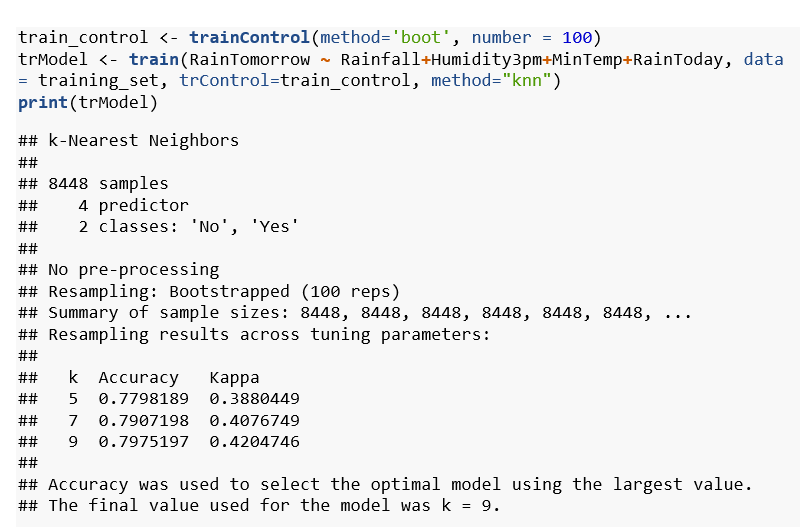 train_control <- trainControl(method='boot', number = 100)
trModel <- train(RainTomorrow ~ Rainfall+Humidity3pm+MinTemp+RainToday, data
= training_set, trControl=train_control, method="knn")
print(trModel)
## k-Nearest Neighbors
##
## 8448 samples
##    4 predictor
##    2 classes: 'No', 'Yes'
##
## No pre-processing
## Resampling: Bootstrapped (100 reps)
## Summary of sample sizes: 8448, 8448, 8448, 8448, 8448, 8448, ...
## Resampling results across tuning parameters:
##
##   k  Accuracy   Kappa
##   5  0.7798189  0.3880449
##   7  0.7907198  0.4076749
##   9  0.7975197  0.4204746
##
## Accuracy was used to select the optimal model using the largest value.
## The final value used for the model was k = 9.